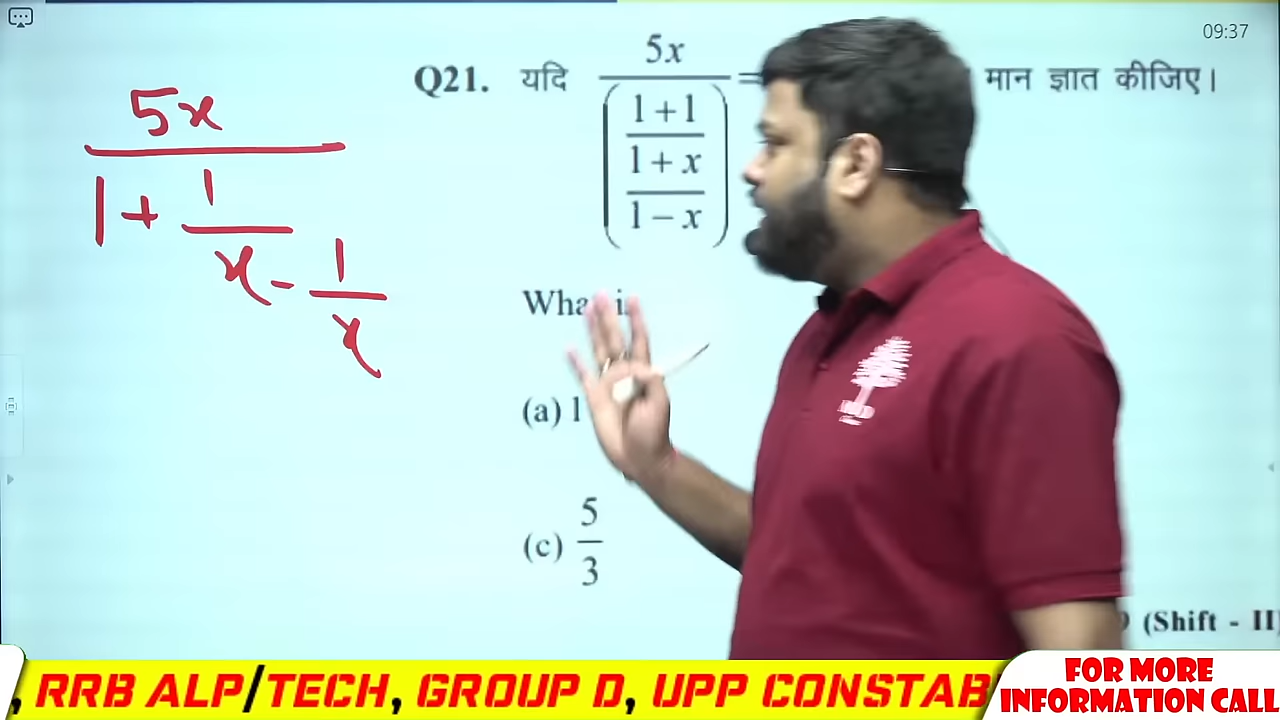 09:37
Q21. यदि 5x / ( 1+1 / 1+x / 1−x ) = मान ज्ञात कीजिए।
5x
1 + 1
x - 1
x
(a) 1
(c) 5/3
(Shift - II)
, RRB ALP/TECH, GROUP D, UPP CONSTAB
FOR MORE
INFORMATION CALL